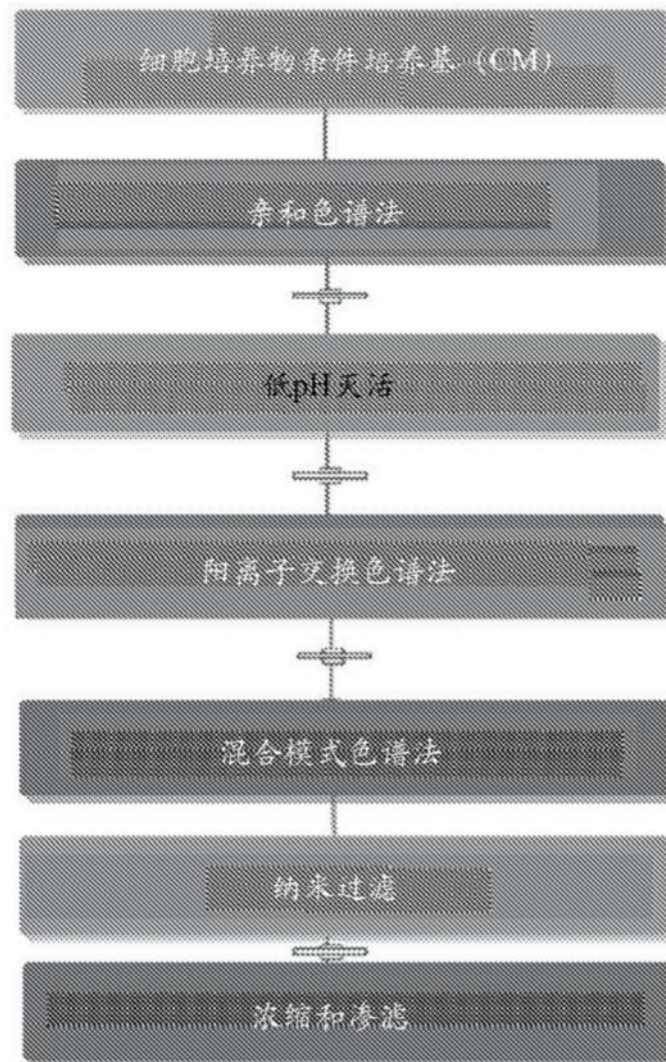 细胞培养物条件培养基（CM）
亲和色谱法
低pH灭活
阳离子交换色谱法
混合模式色谱法
纳米过滤
浓缩和渗滤